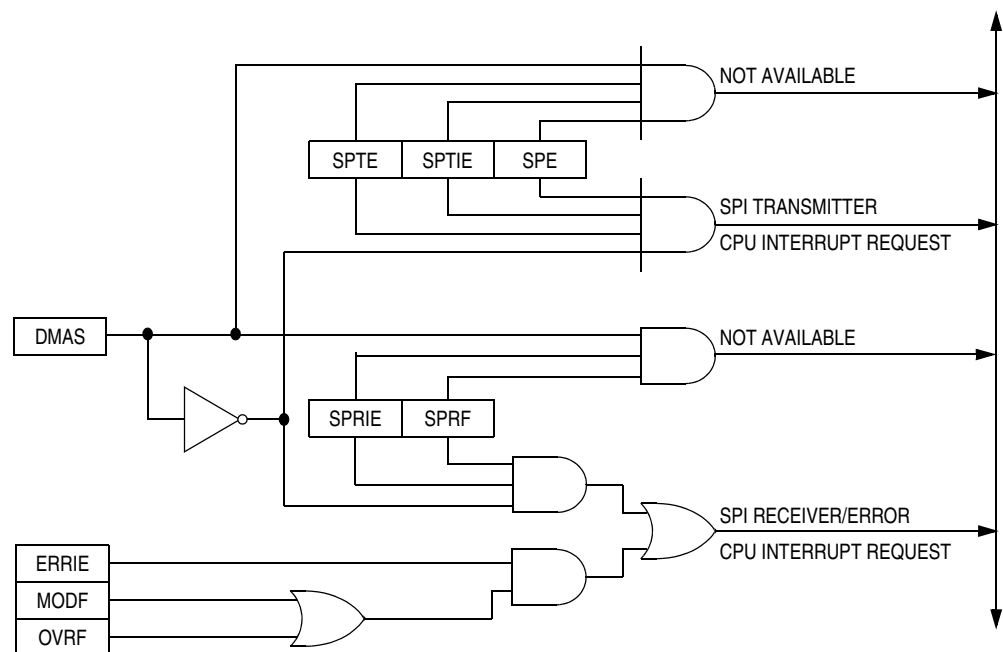 NOT AVAILABLE
SPTE SPTIE SPE
SPI TRANSMITTER
CPU INTERRUPT REQUEST
DMAS
NOT AVAILABLE
SPRIE SPRF
SPI RECEIVER/ERROR
CPU INTERRUPT REQUEST
ERRIE
MODF
OVRF